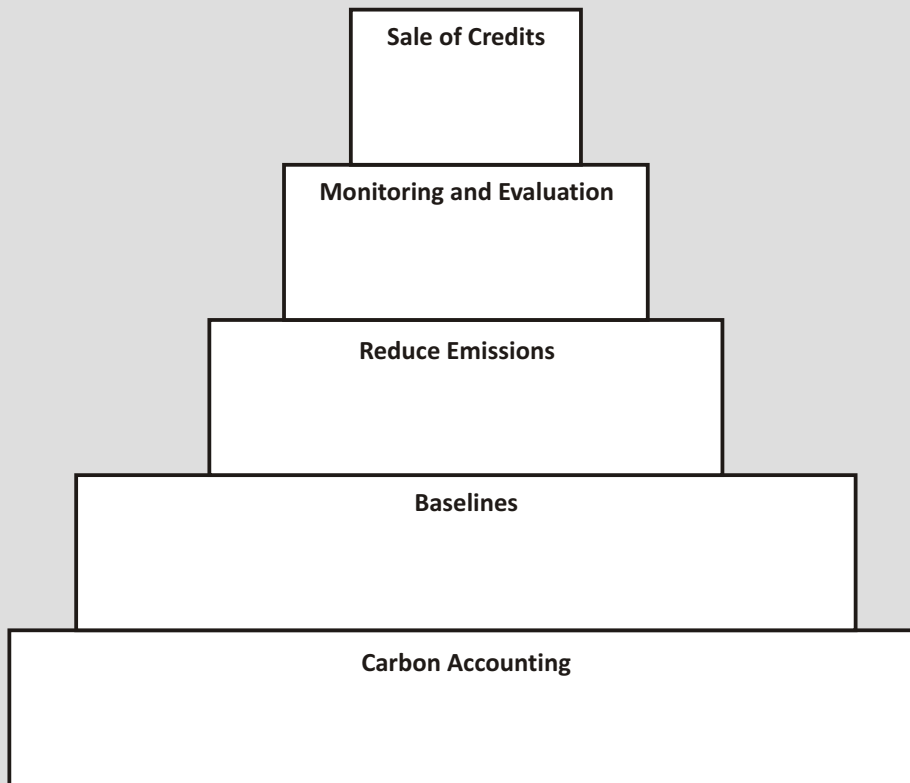 Sale of Credits
Monitoring and Evaluation
Reduce Emissions
Baselines
Carbon Accounting